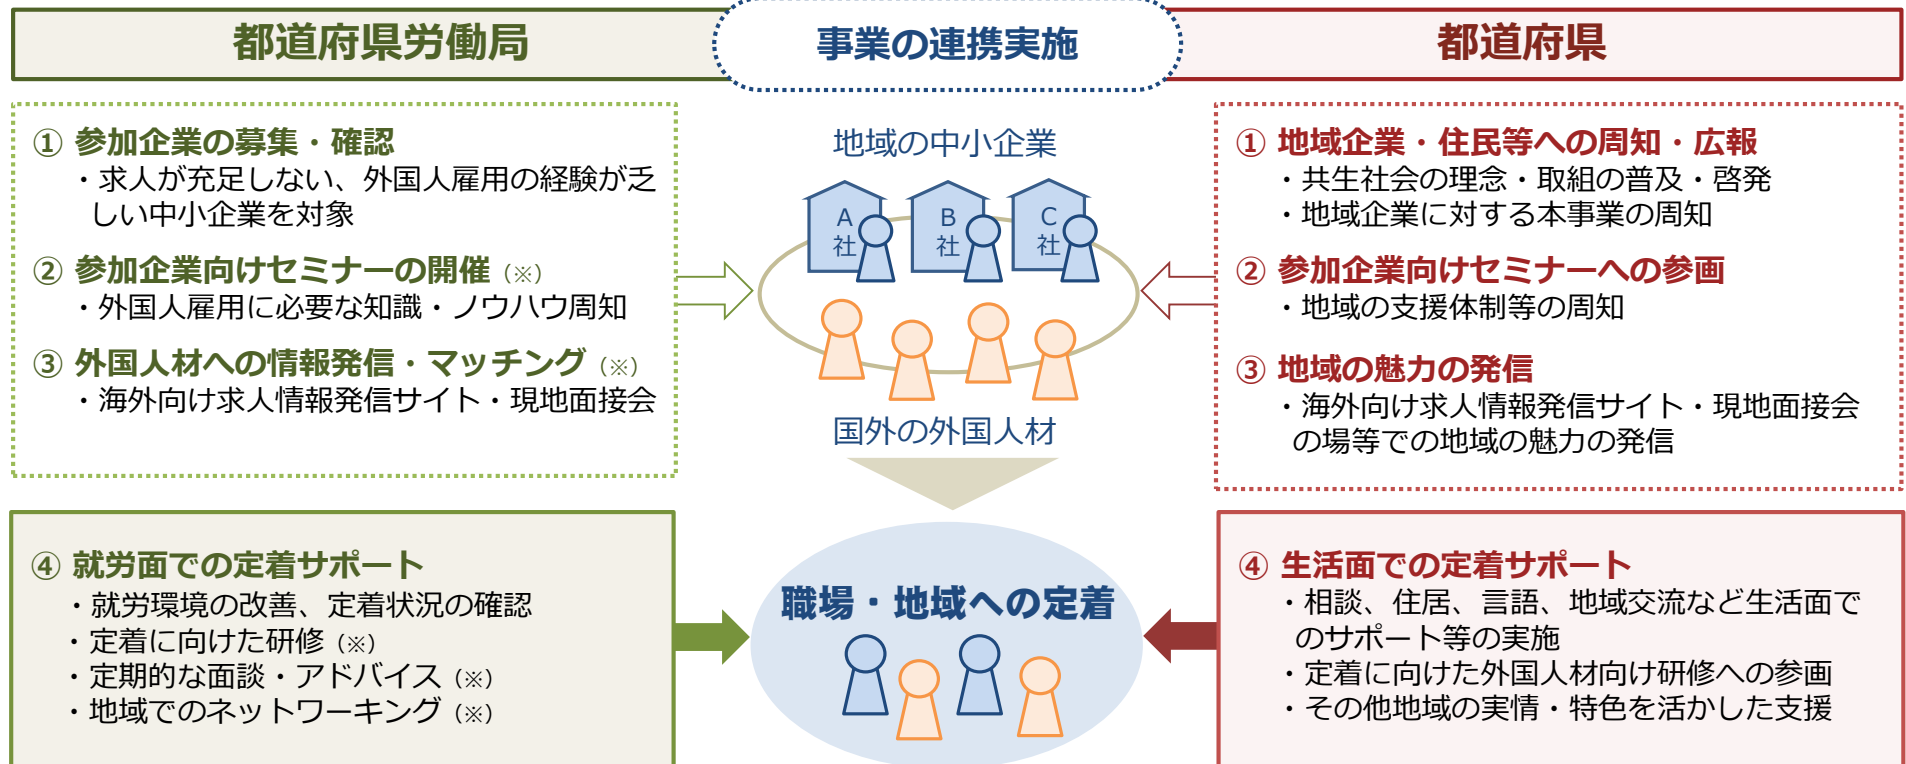 都道府県労働局
事業の連携実施
都道府県
① 参加企業の募集・確認
・求人が充足しない、外国人雇用の経験が乏
しい中小企業を対象
② 参加企業向けセミナーの開催（※）
・外国人雇用に必要な知識・ノウハウ周知
③ 外国人材への情報発信・マッチング（※）
・海外向け求人情報発信サイト・現地面接会
地域の中小企業
A
社
B
社
C
社
国外の外国人材
① 地域企業・住民等への周知・広報
・共生社会の理念・取組の普及・啓発
・地域企業に対する本事業の周知
② 参加企業向けセミナーへの参画
・地域の支援体制等の周知
③ 地域の魅力の発信
・海外向け求人情報発信サイト・現地面接会
の場等での地域の魅力の発信
④ 就労面での定着サポート
・就労環境の改善、定着状況の確認
・定着に向けた研修（※）
・定期的な面談・アドバイス（※）
・地域でのネットワーキング（※）
職場・地域への定着
④ 生活面での定着サポート
・相談、住居、言語、地域交流など生活面で
のサポート等の実施
・定着に向けた外国人材向け研修への参画
・その他地域の実情・特色を活かした支援